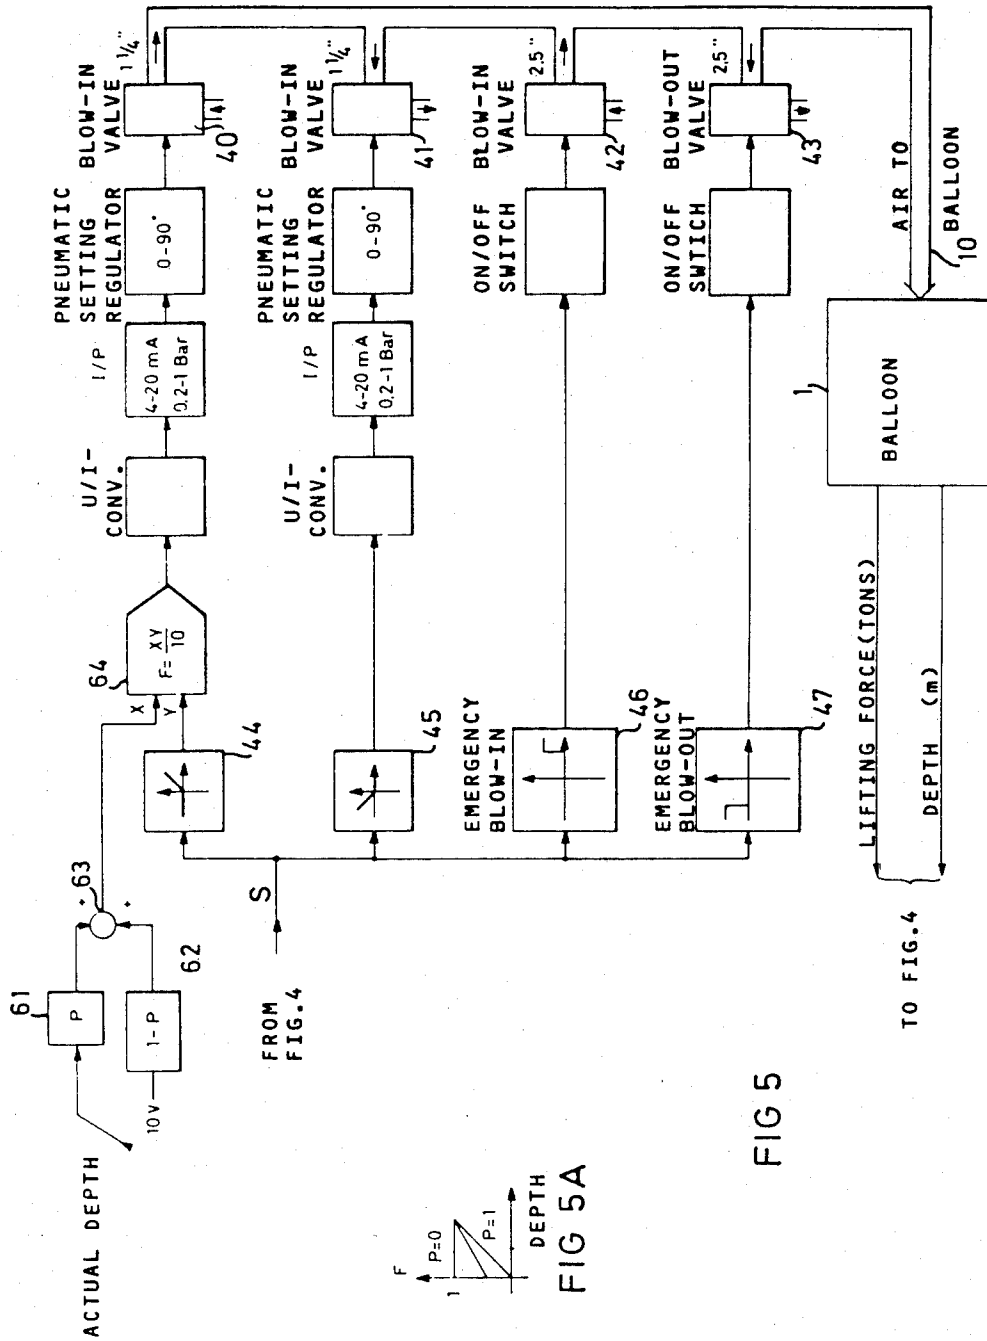 ACTUAL DEPTH
61
P
10V
1-P
62
63
+
+
X
Y
64
F= XY/10
U/I-
CONV.
I/P
4-20 mA
0.2-1 Bar
PNEUMATIC
SETTING
REGULATOR
0-90°
BLOW-IN
VALVE
1 1/4"
40
FROM
FIG.4
S
44
45
U/I-
CONV.
I/P
4-20 mA
0.2-1 Bar
PNEUMATIC
SETTING
REGULATOR
0-90°
BLOW-IN
VALVE
1 1/4"
41
EMERGENCY
BLOW-IN
46
ON/OFF
SWITCH
BLOW-IN
VALVE
2.5"
42
EMERGENCY
BLOW-OUT
47
ON/OFF
SWTICH
BLOW-OUT
VALVE
2.5"
43
TO FIG.4
LIFTING FORCE(TONS)
DEPTH (m)
1
BALLOON
AIR TO
BALLOON
10
F
1
P=0
P=1
DEPTH
FIG 5A
FIG 5